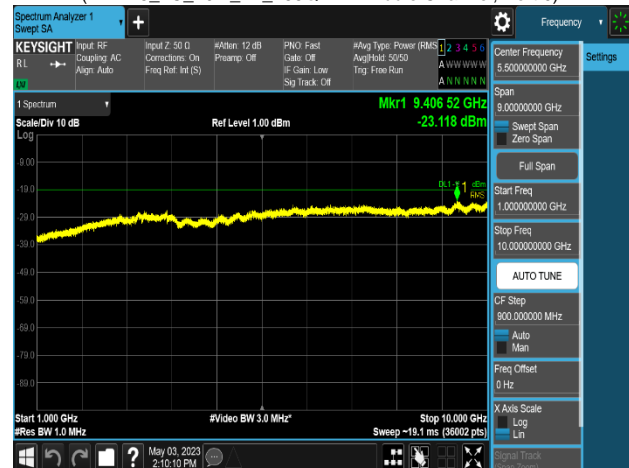 Spectrum Analyzer 1
Swept SA
Frequency
KEYSIGHT
Input: RF
Coupling: AC
Align: Auto
Input Z: 50 Ω
Corrections: On
Freq Ref: Int (S)
#Atten: 12 dB
Preamp: Off
PNO: Fast
Gate: Off
IF Gain: Low
Sig Track: Off
#Avg Type: Power (RMS
Avg|Hold: 50/50
Trig: Free Run
1 2 3 4 5 6
A W W W W W
A N N N N N
R L
LXI
Center Frequency
5.500000000 GHz
Settings
Span
9.00000000 GHz
Swept Span
Zero Span
Full Span
Start Freq
1.000000000 GHz
Stop Freq
10.000000000 GHz
AUTO TUNE
CF Step
900.000000 MHz
Auto
Man
Freq Offset
0 Hz
X Axis Scale
Log
Lin
Signal Track
1 Spectrum
Mkr1 9.406 52 GHz
Scale/Div 10 dB
Ref Level 1.00 dBm
-23.118 dBm
Log
-9.00
-19.0
1
RMS
-29.0
-39.0
-49.0
-59.0
-69.0
-79.0
-89.0
Start 1.000 GHz
#Video BW 3.0 MHz*
Stop 10.000 GHz
#Res BW 1.0 MHz
Sweep ~19.1 ms (36002 pts)
?
May 03, 2023
2:10:10 PM